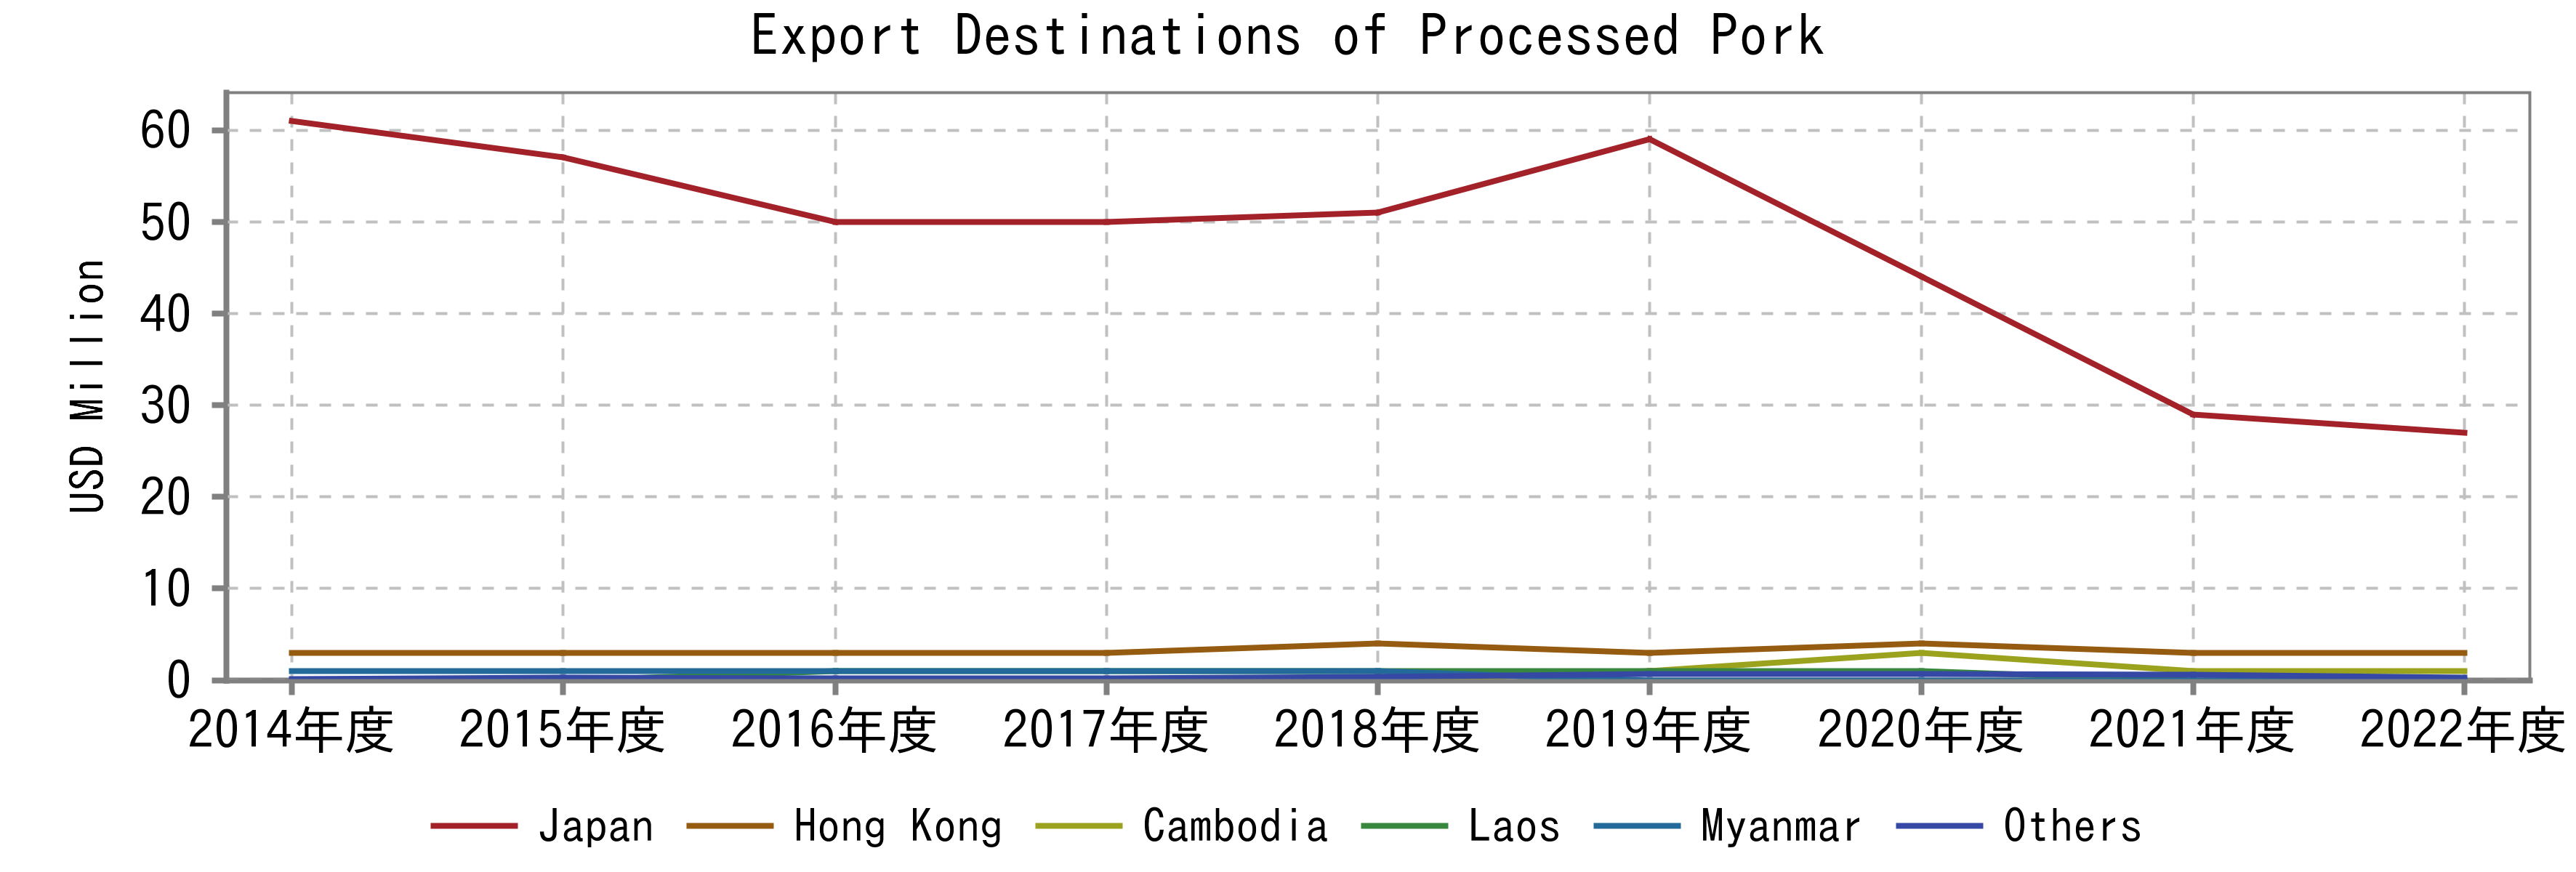 Export Destinations of Processed Pork
USD Million
60
50
40
30
20
10
0
2014年度 2015年度 2016年度 2017年度 2018年度 2019年度 2020年度 2021年度 2022年度
Japan Hong Kong Cambodia Laos Myanmar Others